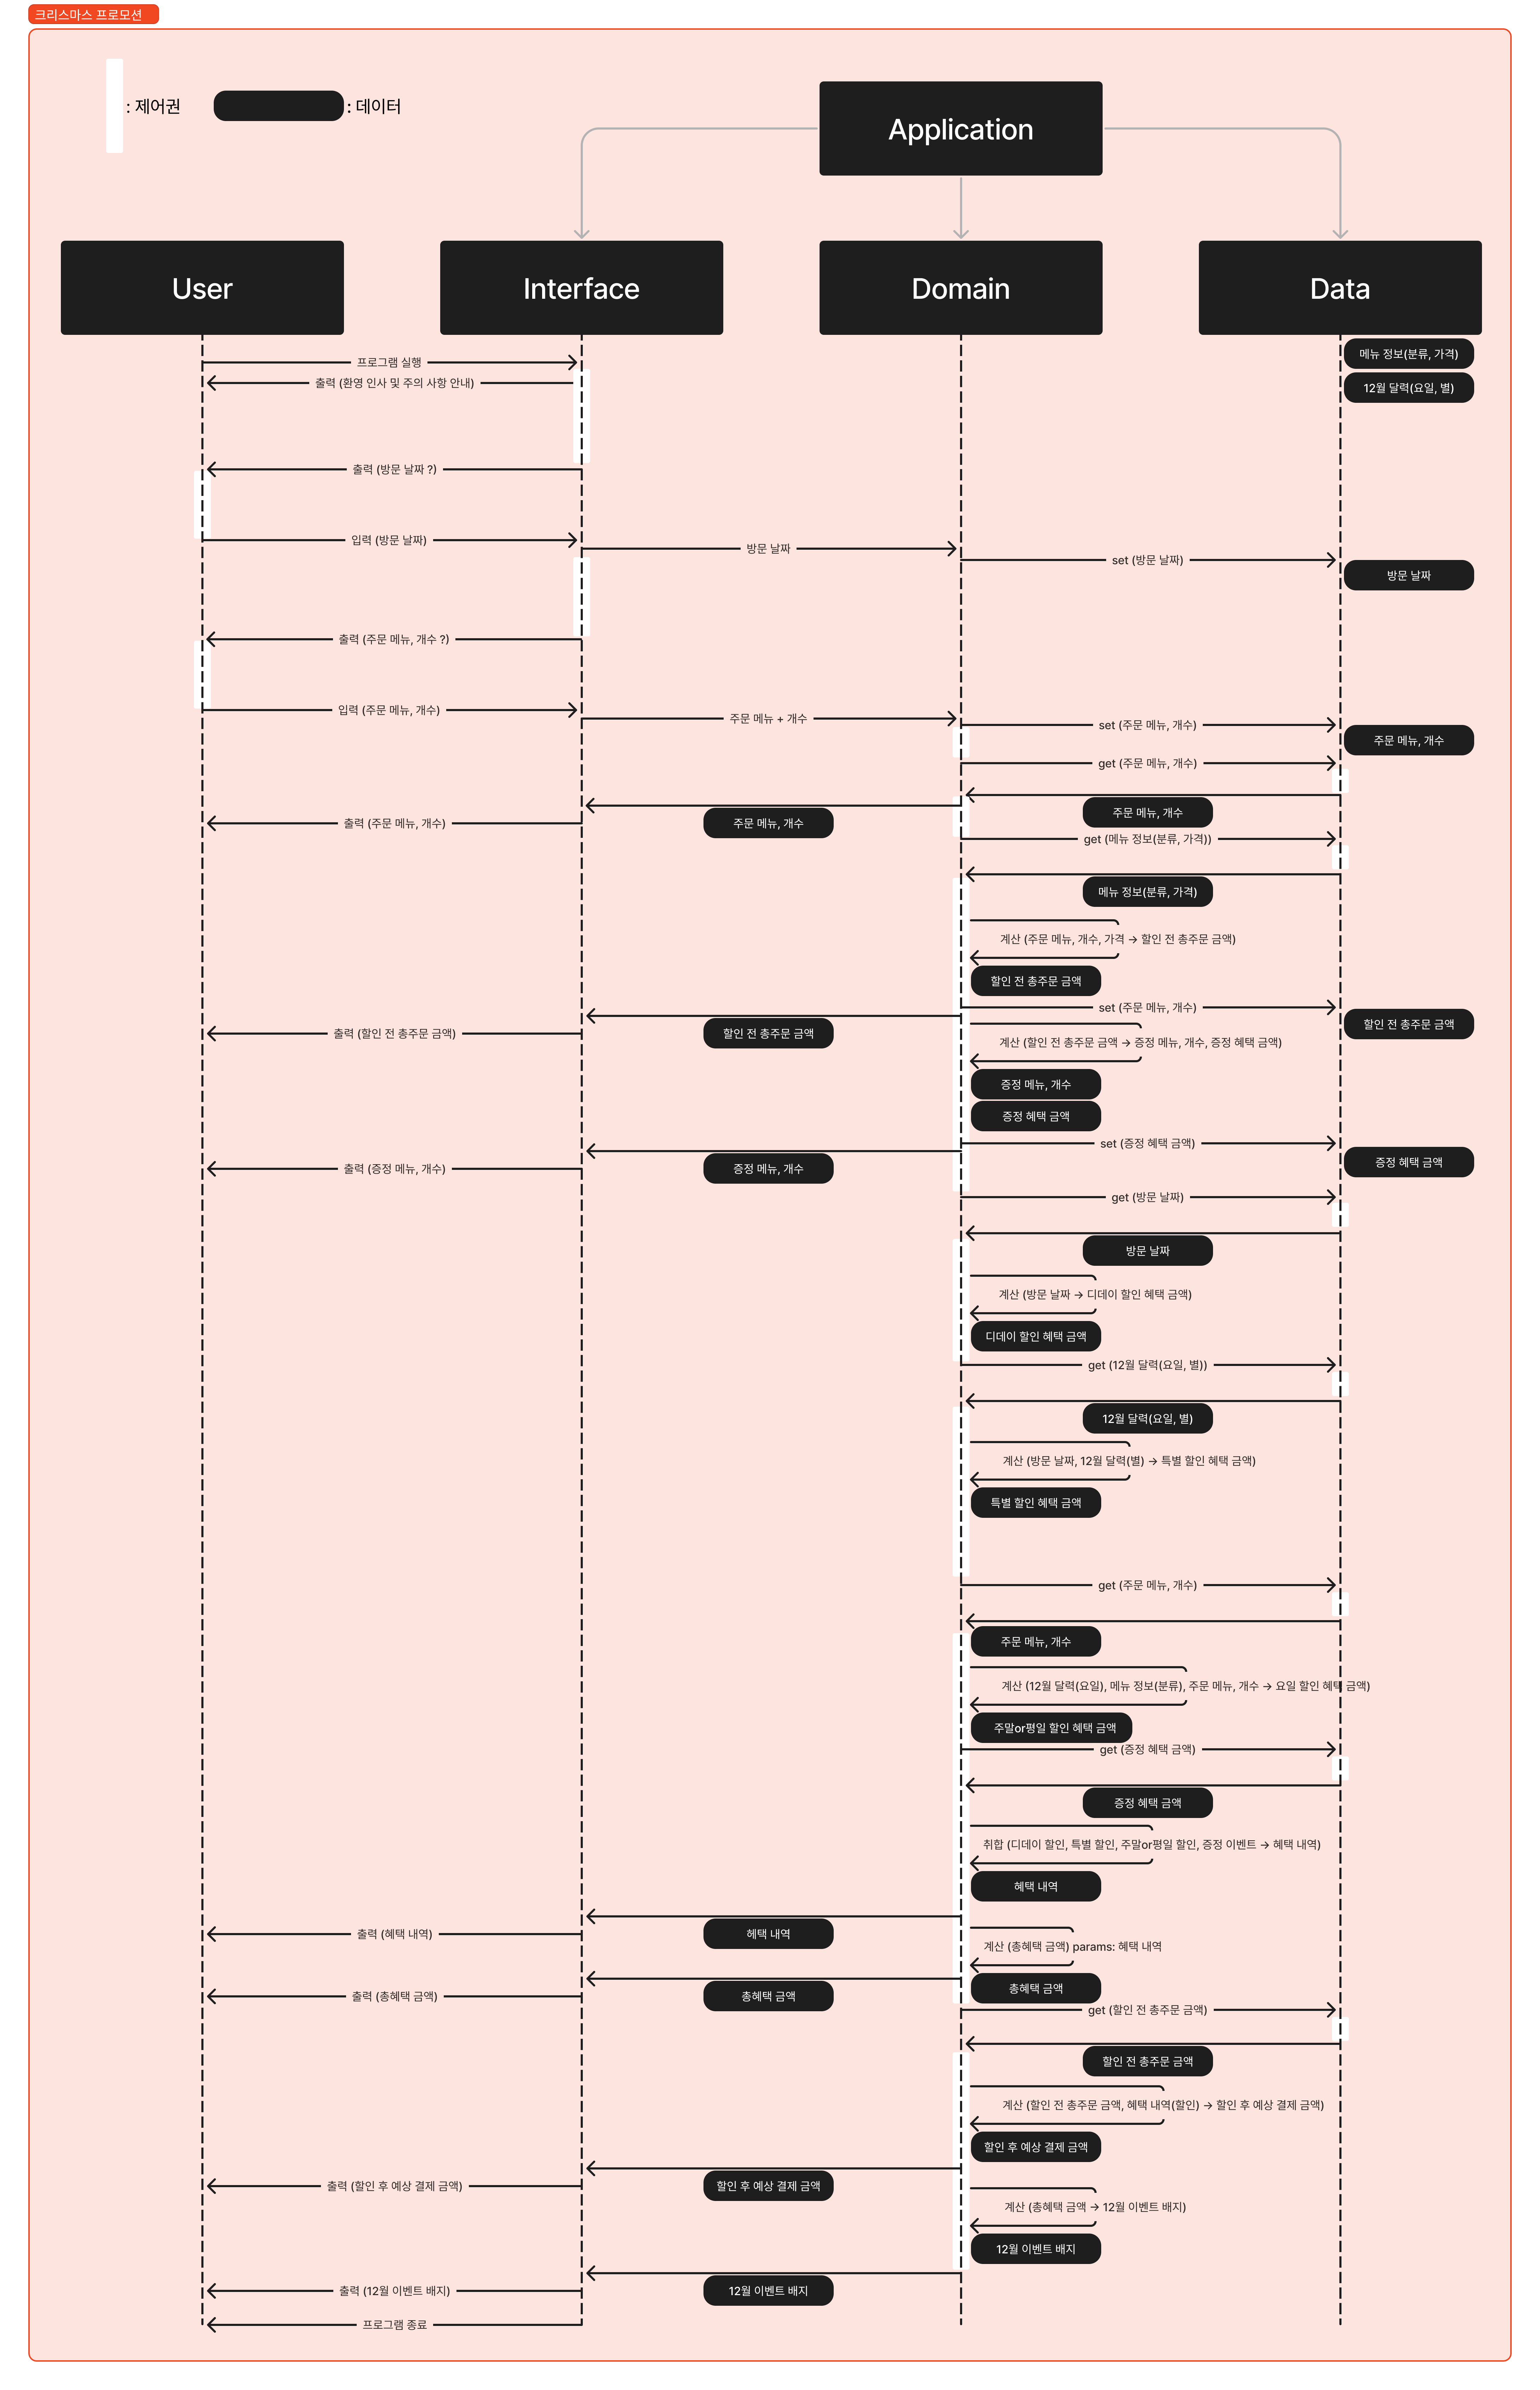 크리스마스 프로모션
: 제어권
: 데이터
Application
User
Interface
Domain
Data
프로그램 실행
메뉴 정보(분류, 가격)
출력 (환영 인사 및 주의 사항 안내)
12월 달력(요일, 별)
출력 (방문 날짜 ?)
입력 (방문 날짜)
방문 날짜
set (방문 날짜)
방문 날짜
출력 (주문 메뉴, 개수 ?)
입력 (주문 메뉴, 개수)
주문 메뉴 + 개수
set (주문 메뉴, 개수)
주문 메뉴, 개수
get (주문 메뉴, 개수)
주문 메뉴, 개수
출력 (주문 메뉴, 개수)
주문 메뉴, 개수
get (메뉴 정보(분류, 가격))
메뉴 정보(분류, 가격)
계산 (주문 메뉴, 개수, 가격 → 할인 전 총주문 금액)
할인 전 총주문 금액
set (주문 메뉴, 개수)
할인 전 총주문 금액
출력 (할인 전 총주문 금액)
할인 전 총주문 금액
계산 (할인 전 총주문 금액 → 증정 메뉴, 개수, 증정 혜택 금액)
증정 메뉴, 개수
증정 혜택 금액
set (증정 혜택 금액)
증정 혜택 금액
출력 (증정 메뉴, 개수)
증정 메뉴, 개수
get (방문 날짜)
방문 날짜
계산 (방문 날짜 → 디데이 할인 혜택 금액)
디데이 할인 혜택 금액
get (12월 달력(요일, 별))
12월 달력(요일, 별)
계산 (방문 날짜, 12월 달력(별) → 특별 할인 혜택 금액)
특별 할인 혜택 금액
get (주문 메뉴, 개수)
주문 메뉴, 개수
계산 (12월 달력(요일), 메뉴 정보(분류), 주문 메뉴, 개수 → 요일 할인 혜택 금액)
주말or평일 할인 혜택 금액
get (증정 혜택 금액)
증정 혜택 금액
취합 (디데이 할인, 특별 할인, 주말or평일 할인, 증정 이벤트 → 혜택 내역)
혜택 내역
출력 (혜택 내역)
헤택 내역
계산 (총혜택 금액) params: 혜택 내역
총혜택 금액
출력 (총혜택 금액)
총혜택 금액
get (할인 전 총주문 금액)
할인 전 총주문 금액
계산 (할인 전 총주문 금액, 혜택 내역(할인) → 할인 후 예상 결제 금액)
할인 후 예상 결제 금액
출력 (할인 후 예상 결제 금액)
할인 후 예상 결제 금액
계산 (총혜택 금액 → 12월 이벤트 배지)
12월 이벤트 배지
출력 (12월 이벤트 배지)
12월 이벤트 배지
프로그램 종료